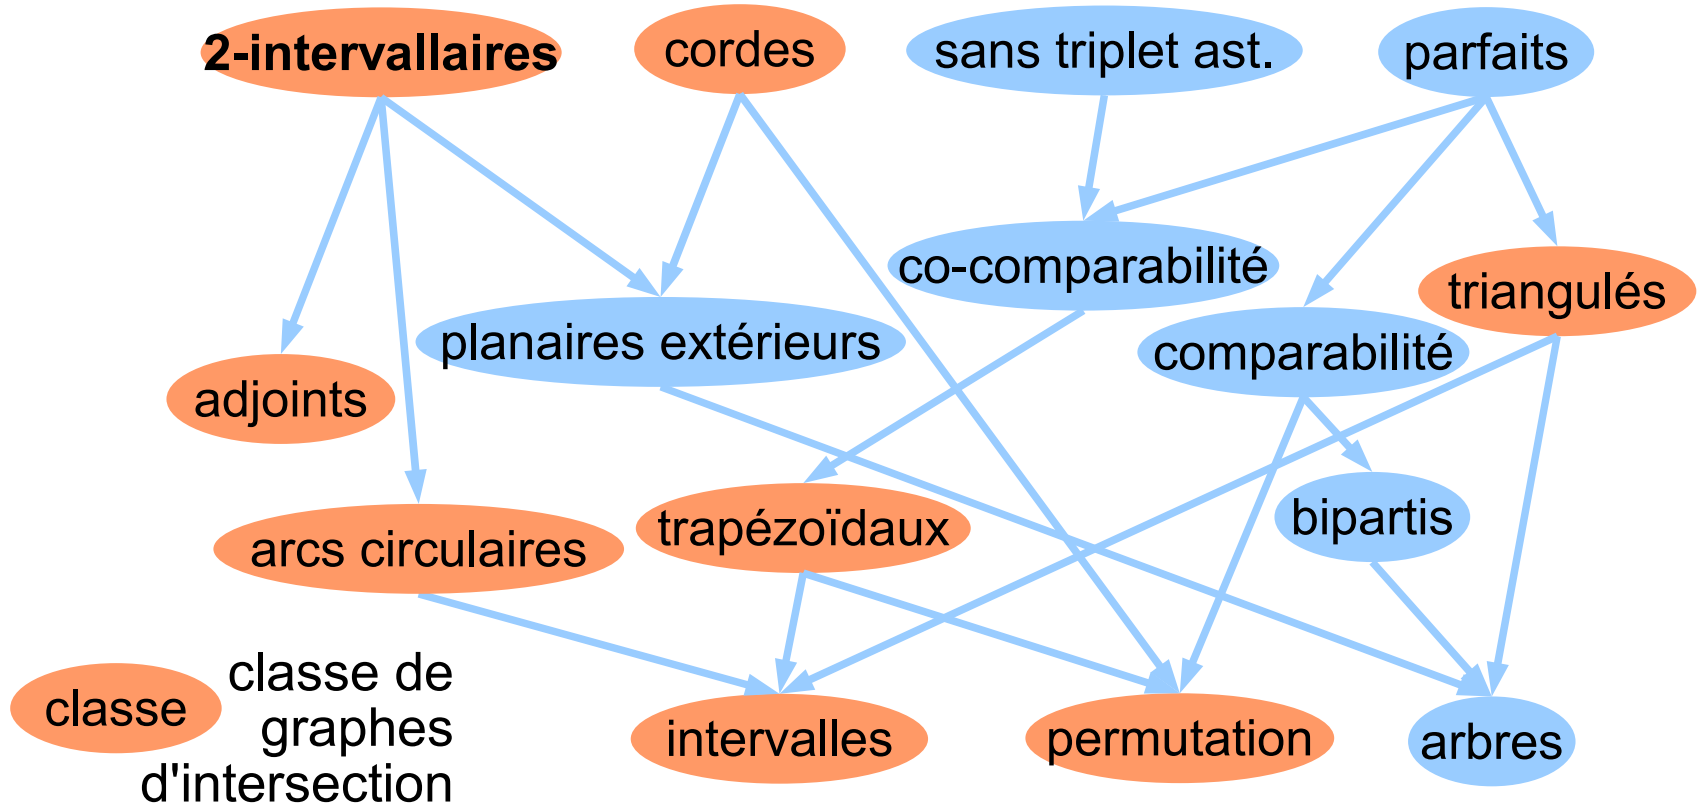 2-intervallaires
cordes
sans triplet ast.
parfaits
co-comparabilité
triangulés
planaires extérieurs
comparabilité
adjoints
bipartis
trapézoïdaux
arcs circulaires
classe
classe de
graphes
d'intersection
intervalles
permutation
arbres